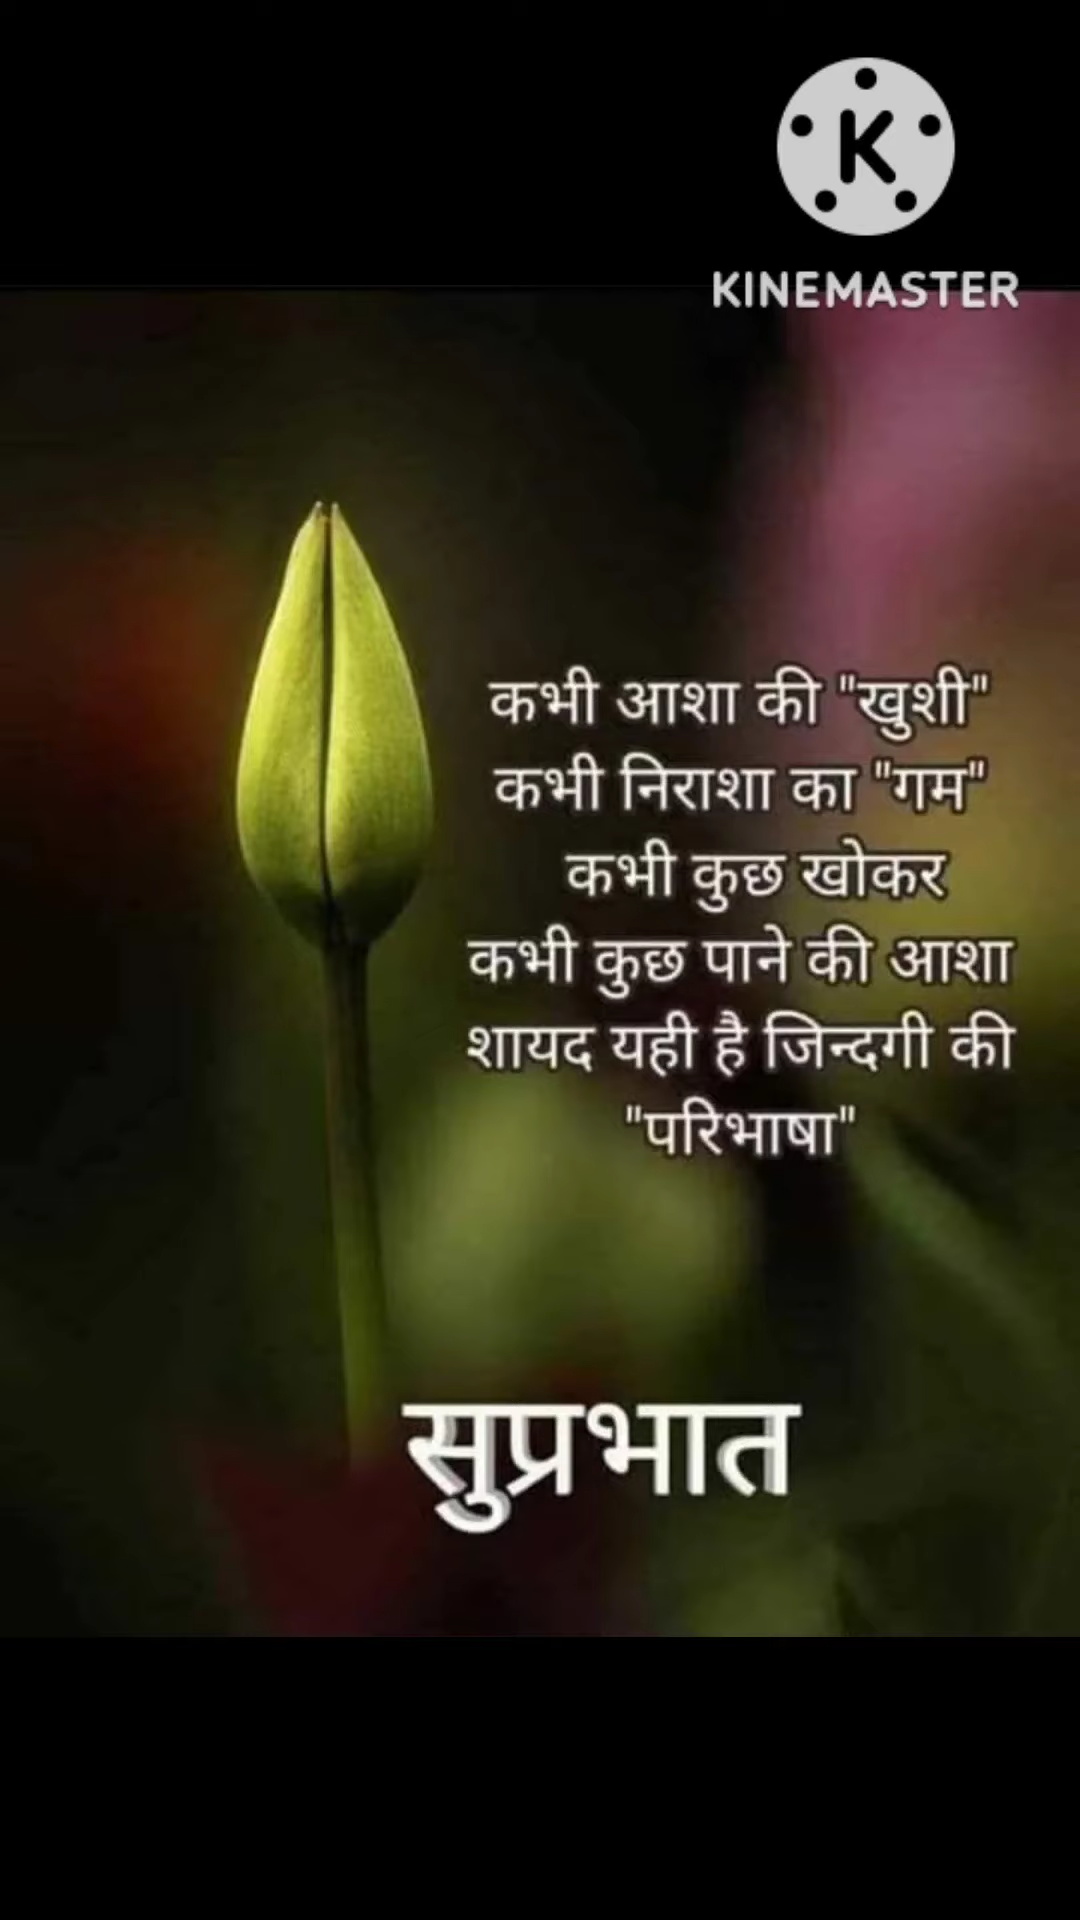 K
KINEMASTER
कभी आशा की "खुशी"
कभी निराशा का "गम"
कभी कुछ खोकर
कभी कुछ पाने की आशा
शायद यही है जिन्दगी की
"परिभाषा"
सुप्रभात